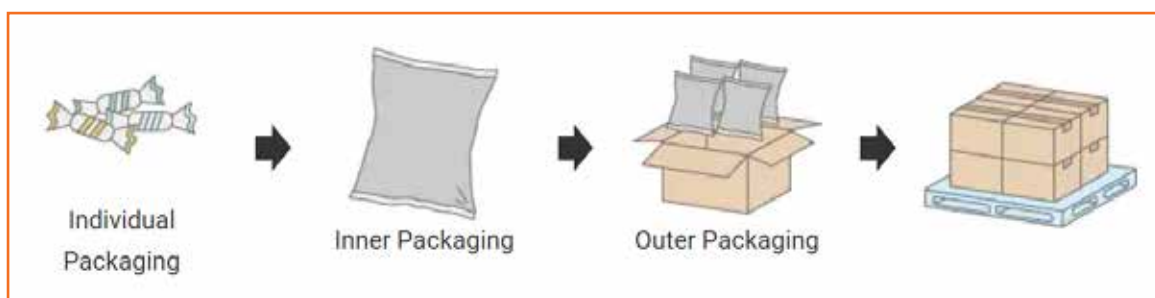 Individual
Packaging
Inner Packaging
Outer Packaging